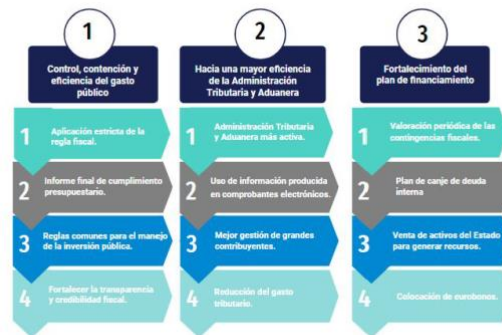 1
Control, contención y
eficiencia del gasto
público
1
Aplicación estricta de la
regla fiscal.
2
Informe final de cumplimiento
presupuestario.
3
Reglas comunes para el manejo
de la inversión pública.
4
Fortalecer la transparencia
y credibilidad fiscal.
2
Hacia una mayor eficiencia
de la Administración
Tributaria y Aduanera
1
Administración Tributaria
y Aduanera más activa.
2
Uso de información producida
en comprobantes electrónicos.
3
Mejor gestión de grandes
contribuyentes.
4
Reducción del gasto
tributario.
3
Fortalecimiento del
plan de financiamiento
1
Valoración periódica de las
contingencias fiscales.
2
Plan de canje de deuda
interna
3
Venta de activos del Estado
para generar recursos.
4
Colocación de eurobonos.